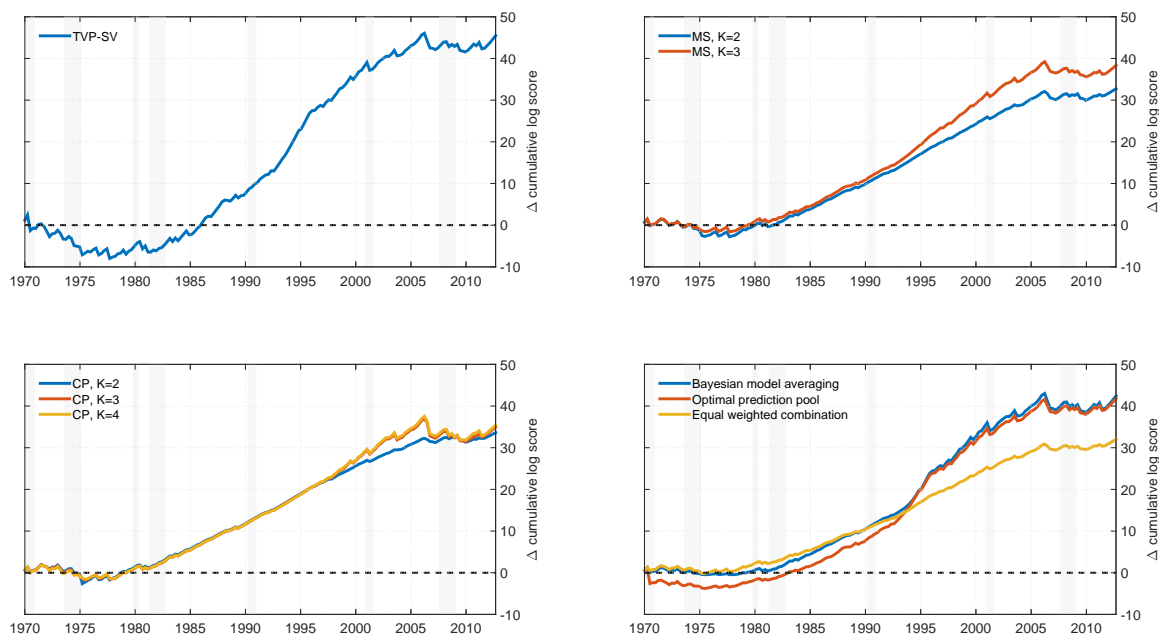 TVP-SV
50
40
30
20
10
0
-10
Δ cumulative log score
1970 1975 1980 1985 1990 1995 2000 2005 2010
MS, K=2
MS, K=3
50
40
30
20
10
0
-10
Δ cumulative log score
1970 1975 1980 1985 1990 1995 2000 2005 2010
CP, K=2
CP, K=3
CP, K=4
50
40
30
20
10
0
-10
Δ cumulative log score
1970 1975 1980 1985 1990 1995 2000 2005 2010
Bayesian model averaging
Optimal prediction pool
Equal weighted combination
50
40
30
20
10
0
-10
Δ cumulative log score
1970 1975 1980 1985 1990 1995 2000 2005 2010